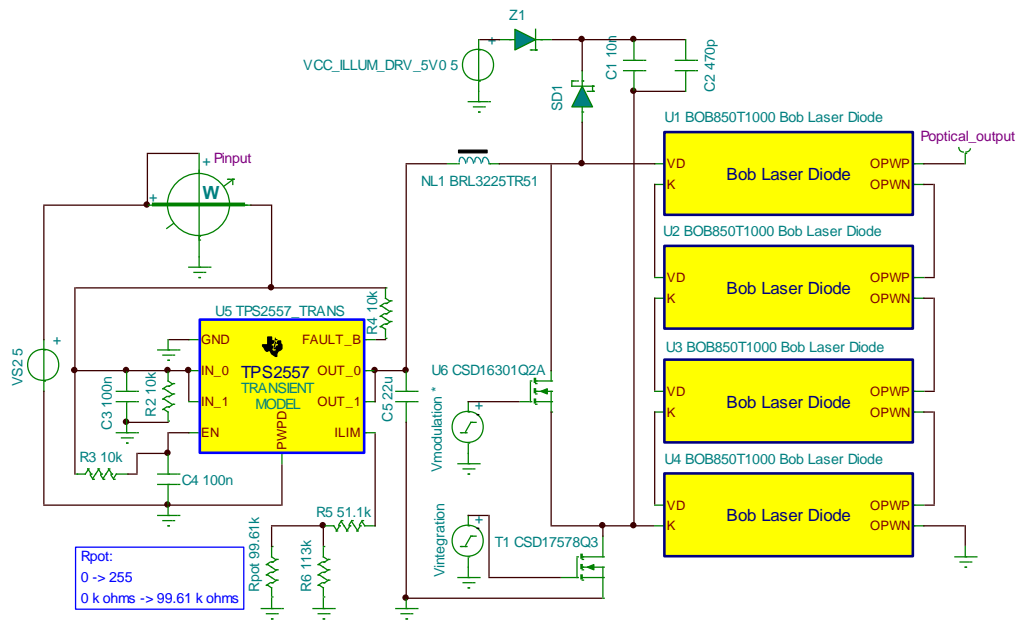 Z1
VCC_ILLUM_DRV_5V0 5
+
C1 10n
C2 470p
SD1
U1 BOB850T1000 Bob Laser Diode
Poptical_output
VD
K
Bob Laser Diode
OPWP
OPWN
+ Pinput
+
W
NL1 BRL3225TR51
U2 BOB850T1000 Bob Laser Diode
VD
K
Bob Laser Diode
OPWP
OPWN
U5 TPS2557_TRANS
R4 10k
GND
FAULT_B
IN_0
IN_1
TPS2557
TRANSIENT
MODEL
OUT_0
OUT_1
EN
PWPD
ILIM
VS2 5
+
C3 100n
R2 10k
R3 10k
C4 100n
C5 22u
U3 BOB850T1000 Bob Laser Diode
VD
K
Bob Laser Diode
OPWP
OPWN
U6 CSD16301Q2A
Vmodulation *
+
U4 BOB850T1000 Bob Laser Diode
VD
K
Bob Laser Diode
OPWP
OPWN
R5 51.1k
Rpot 99.61k
R6 113k
Vintegration
+
T1 CSD17578Q3
Rpot:
0 -> 255
0 k ohms -> 99.61 k ohms